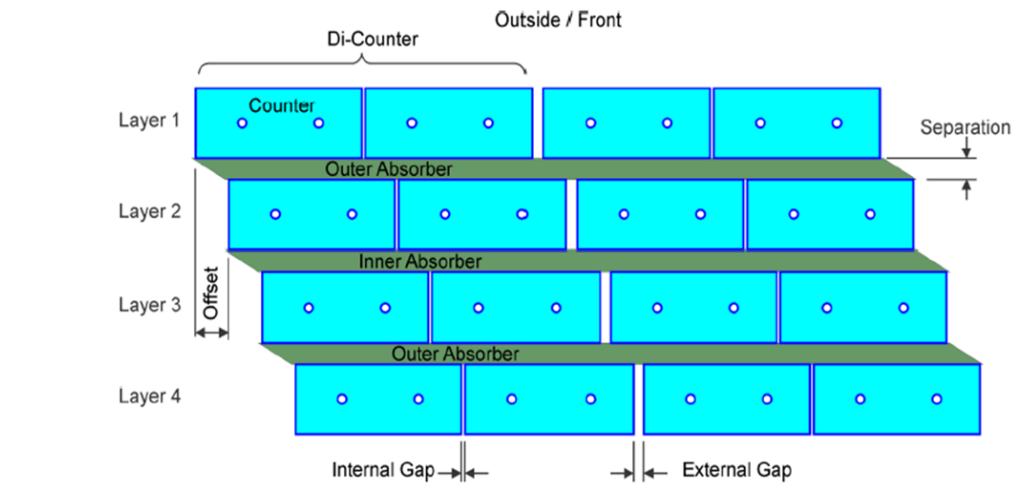 Outside / Front
Di-Counter
Counter
Layer 1
Separation
Outer Absorber
Layer 2
Inner Absorber
Offset
Layer 3
Outer Absorber
Layer 4
Internal Gap
External Gap